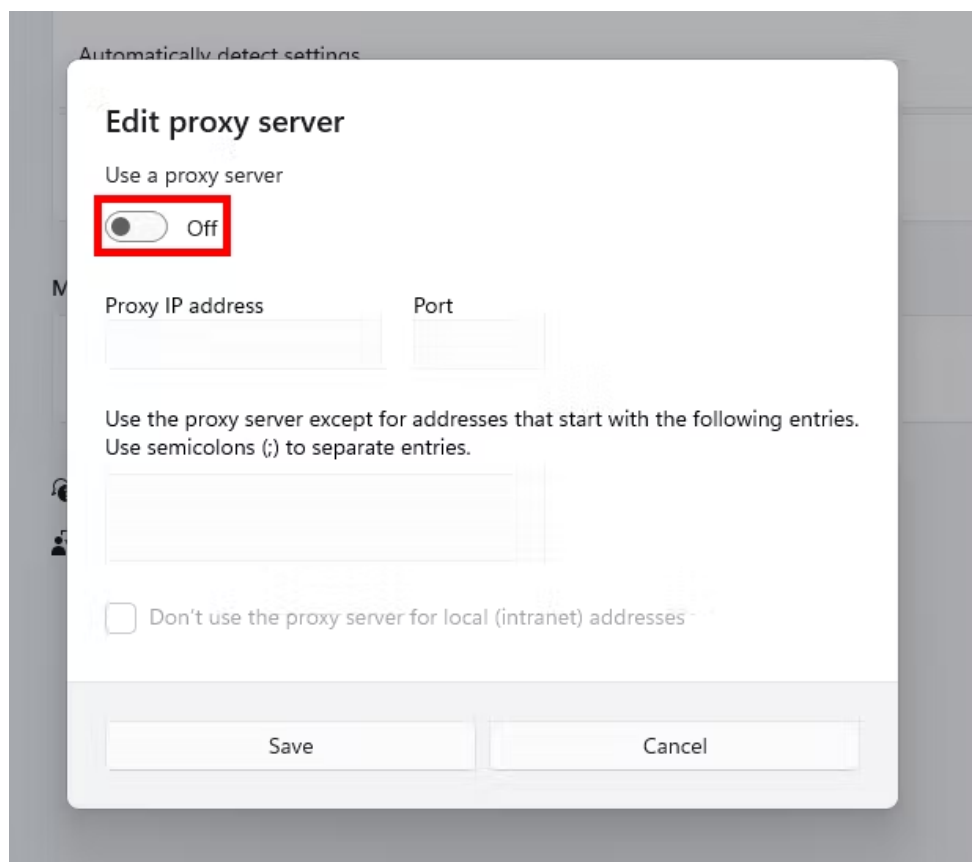 Automatically detect settings
Edit proxy server
Use a proxy server
Off
Proxy IP address Port
Use the proxy server except for addresses that start with the following entries.
Use semicolons (;) to separate entries.
Don't use the proxy server for local (intranet) addresses
Save Cancel